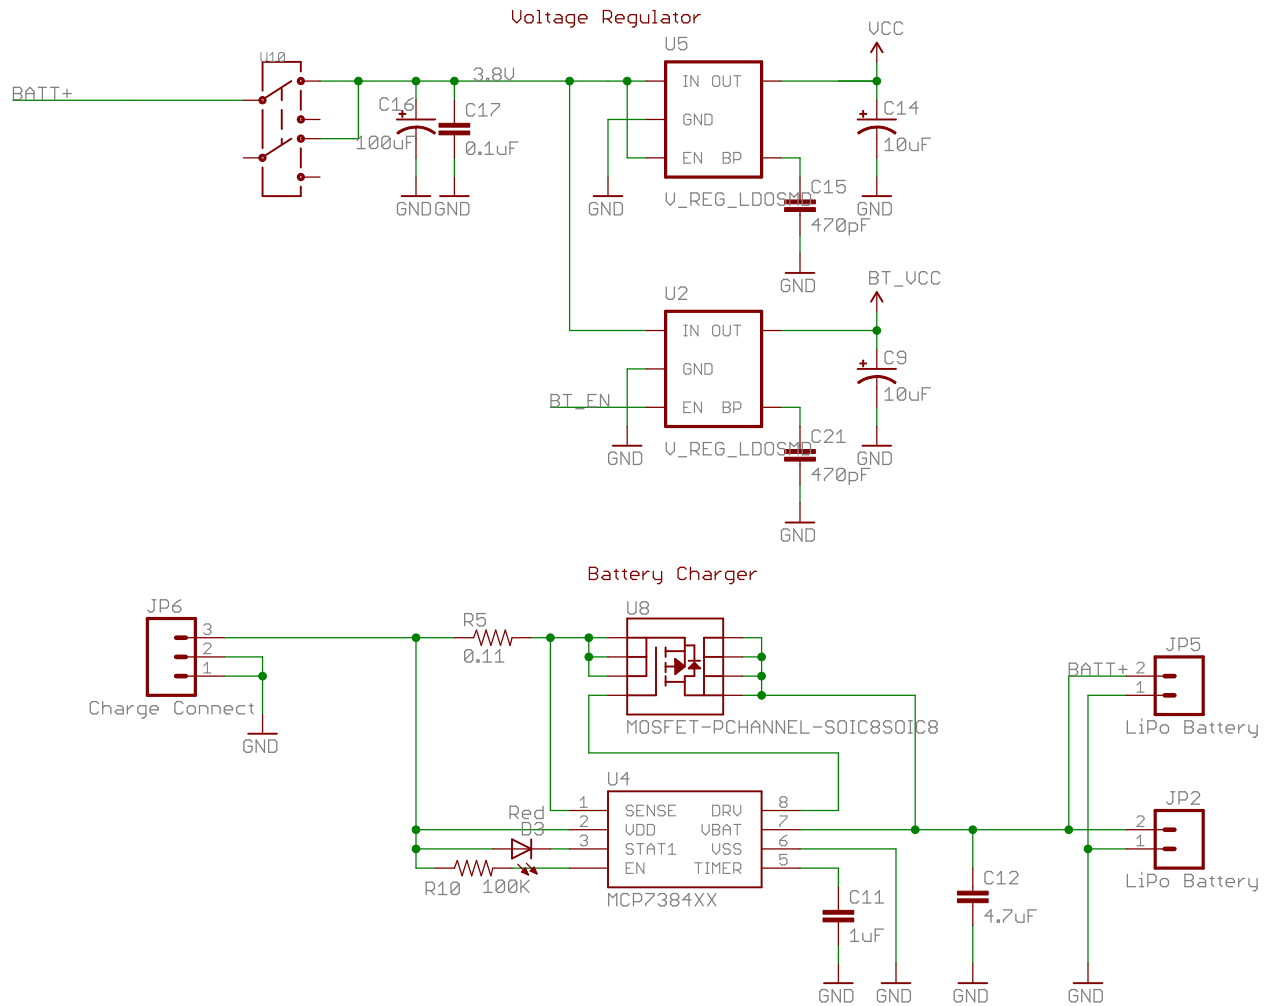 Voltage Regulator
VCC
U10
U5
BATT+
3.8V
IN OUT
GND
EN BP
C16
100uF
C17
0.1uF
C14
10uF
GND
GND
GND
V_REG_LDOSMD
C15
470pF
GND
GND
BT_VCC
U2
IN OUT
GND
EN BP
BT_EN
C9
10uF
GND
V_REG_LDOSMD
C21
470pF
GND
GND
Battery Charger
JP6
3
2
1
Charge Connect
GND
R5
0.11
U8
MOSFET-PCHANNEL-SOIC8SOIC8
JP5
BATT+
2
1
LiPo Battery
U4
Red
D3
1
2
3
4
SENSE DRV
VDD VBAT
STAT1 VSS
EN TIMER
8
7
6
5
R10
100K
MCP7384XX
C11
1uF
C12
4.7uF
JP2
2
1
LiPo Battery
GND
GND
GND
GND